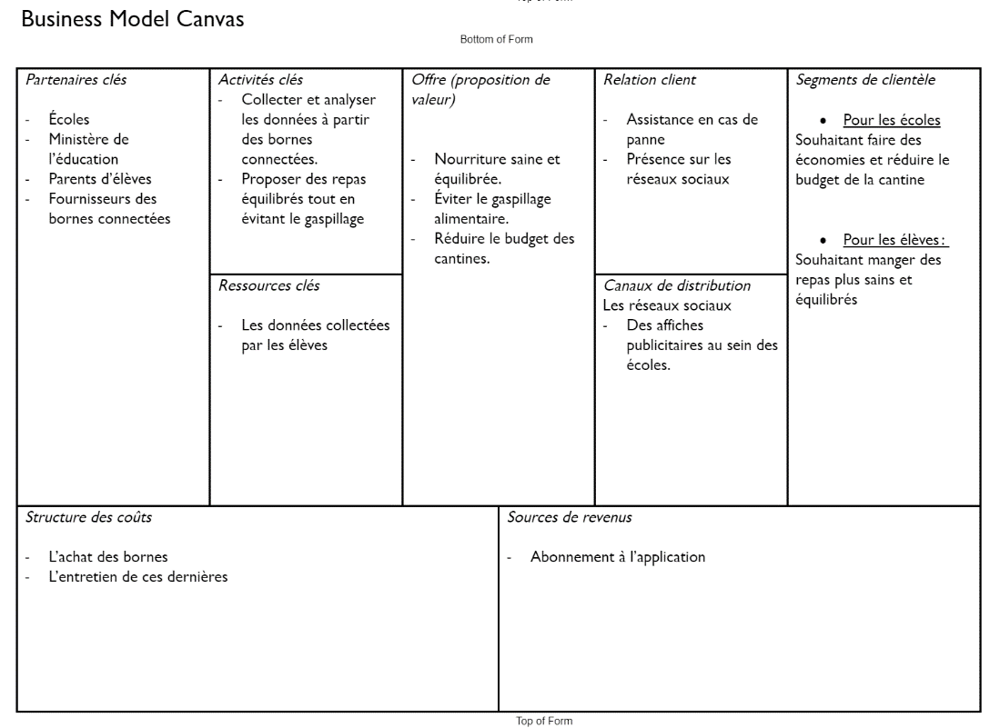 Business Model Canvas
Bottom of Form
Partenaires clés
- Écoles
- Ministère de
l'éducation
- Parents d'élèves
- Fournisseurs des
bornes connectées
Activités clés
- Collecter et analyser
les données à partir
des bornes
connectées.
- Proposer des repas
équilibrés tout en
évitant le gaspillage
Ressources clés
- Les données collectées
par les élèves
Offre (proposition de
valeur)
- Nourriture saine et
équilibrée.
- Éviter le gaspillage
alimentaire.
- Réduire le budget des
cantines.
Relation client
- Assistance en cas de
panne
- Présence sur les
réseaux sociaux
Canaux de distribution
Les réseaux sociaux
- Des affiches
publicitaires au sein des
écoles.
Segments de clientèle
• Pour les écoles
Souhaitant faire des
économies et réduire le
budget de la cantine
• Pour les élèves :
Souhaitant manger des
repas plus sains et
équilibrés
Structure des coûts
- L'achat des bornes
- L'entretien de ces dernières
Sources de revenus
- Abonnement à l'application
Top of Form